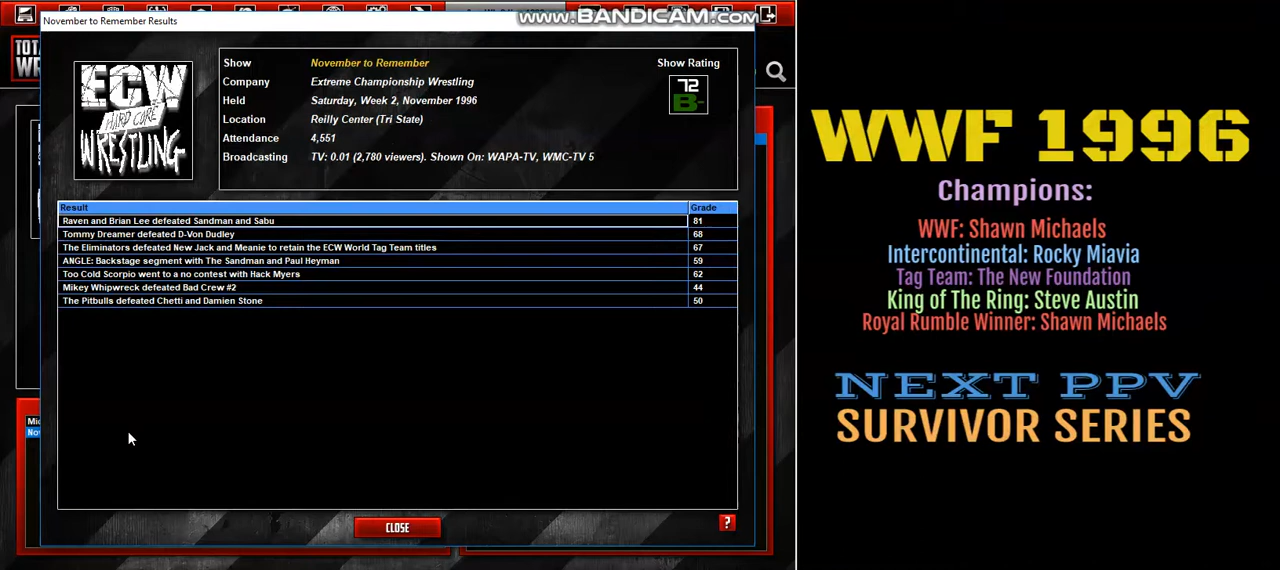 www.BANDICAM.com
November to Remember Results
TOT
WR
ECW
HARD CORE
WRESTLING
Show November to Remember
Company Extreme Championship Wrestling
Held Saturday, Week 2, November 1996
Location Reilly Center (Tri State)
Attendance 4,551
Broadcasting TV: 0.01 (2,780 viewers). Shown On: WAPA-TV, WMC-TV 5
Show Rating
72
B-
Result Grade
Raven and Brian Lee defeated Sandman and Sabu 81
Tommy Dreamer defeated D-Von Dudley 68
The Eliminators defeated New Jack and Meanie to retain the ECW World Tag Team titles 67
ANGLE: Backstage segment with The Sandman and Paul Heyman 59
Too Cold Scorpio went to a no contest with Hack Myers 62
Mikey Whipwreck defeated Bad Crew #2 44
The Pitbulls defeated Chetti and Damien Stone 50
Mic
Nov
CLOSE
?
WWF 1996
Champions:
WWF: Shawn Michaels
Intercontinental: Rocky Miavia
Tag Team: The New Foundation
King of The Ring: Steve Austin
Royal Rumble Winner: Shawn Michaels
NEXT PPV
SURVIVOR SERIES